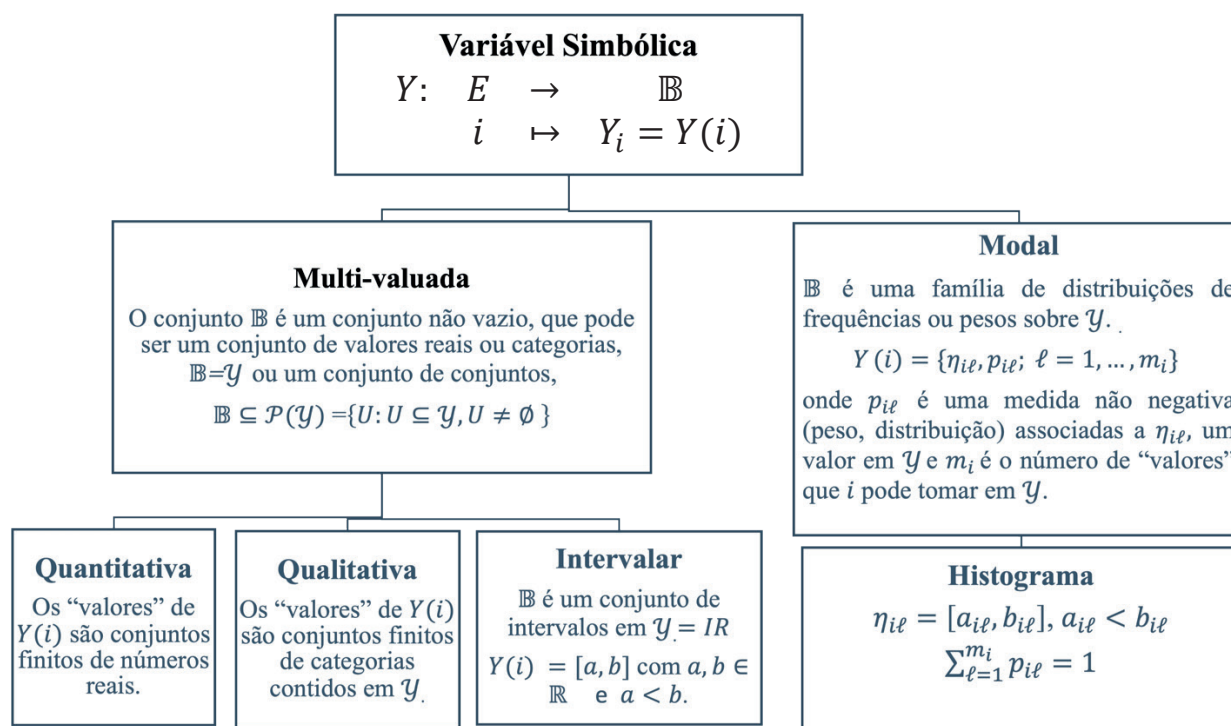 Variável Simbólica
Y: E → 𝔹
i ↦ Y_i = Y(i)
Multi-valuada
O conjunto 𝔹 é um conjunto não vazio, que pode
ser um conjunto de valores reais ou categorias,
𝔹=𝒴 ou um conjunto de conjuntos,
𝔹 ⊆ 𝒫(𝒴) ={U: U ⊆ 𝒴, U ≠ ∅ }
Modal
𝔹 é uma família de distribuições de
frequências ou pesos sobre 𝒴. .
Y (i) = {η_iℓ, p_iℓ; ℓ = 1, … , m_i}
onde p_iℓ é uma medida não negativa
(peso, distribuição) associadas a η_iℓ, um
valor em 𝒴 e m_i é o número de “valores”
que i pode tomar em 𝒴.
Quantitativa
Os “valores” de
Y(i) são conjuntos
finitos de números
reais.
Qualitativa
Os “valores” de Y(i)
são conjuntos finitos
de categorias
contidos em 𝒴.
Intervalar
𝔹 é um conjunto de
intervalos em 𝒴. = IR
Y(i) = [a, b] com a, b ∈
ℝ e a < b.
Histograma
η_iℓ = [a_iℓ, b_iℓ], a_iℓ < b_iℓ
∑_{ℓ=1}^{m_i} p_iℓ = 1